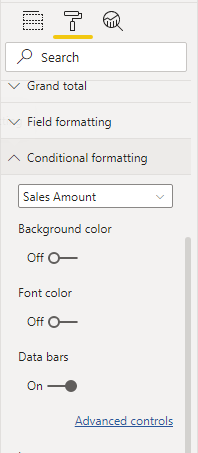 Search
Grand total
Field formatting
Conditional formatting
Sales Amount
Background color
Off
Font color
Off
Data bars
On
Advanced controls